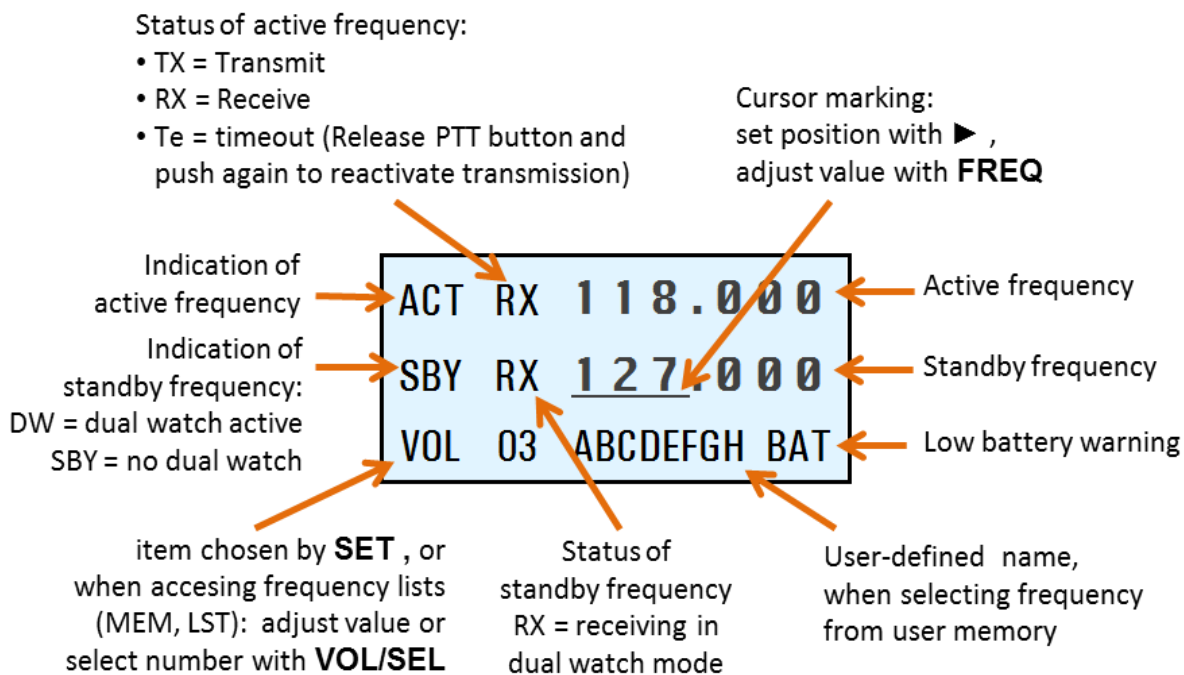 Status of active frequency:
• TX = Transmit
• RX = Receive
• Te = timeout (Release PTT button and
push again to reactivate transmission)
Cursor marking:
set position with ► ,
adjust value with FREQ
Indication of
active frequency
Indication of
standby frequency:
DW = dual watch active
SBY = no dual watch
ACT RX 118.000
SBY RX 127.000
VOL 03 ABCDEFGH BAT
Active frequency
Standby frequency
Low battery warning
item chosen by SET , or
when accesing frequency lists
(MEM, LST): adjust value or
select number with VOL/SEL
Status of
standby frequency
RX = receiving in
dual watch mode
User-defined name,
when selecting frequency
from user memory